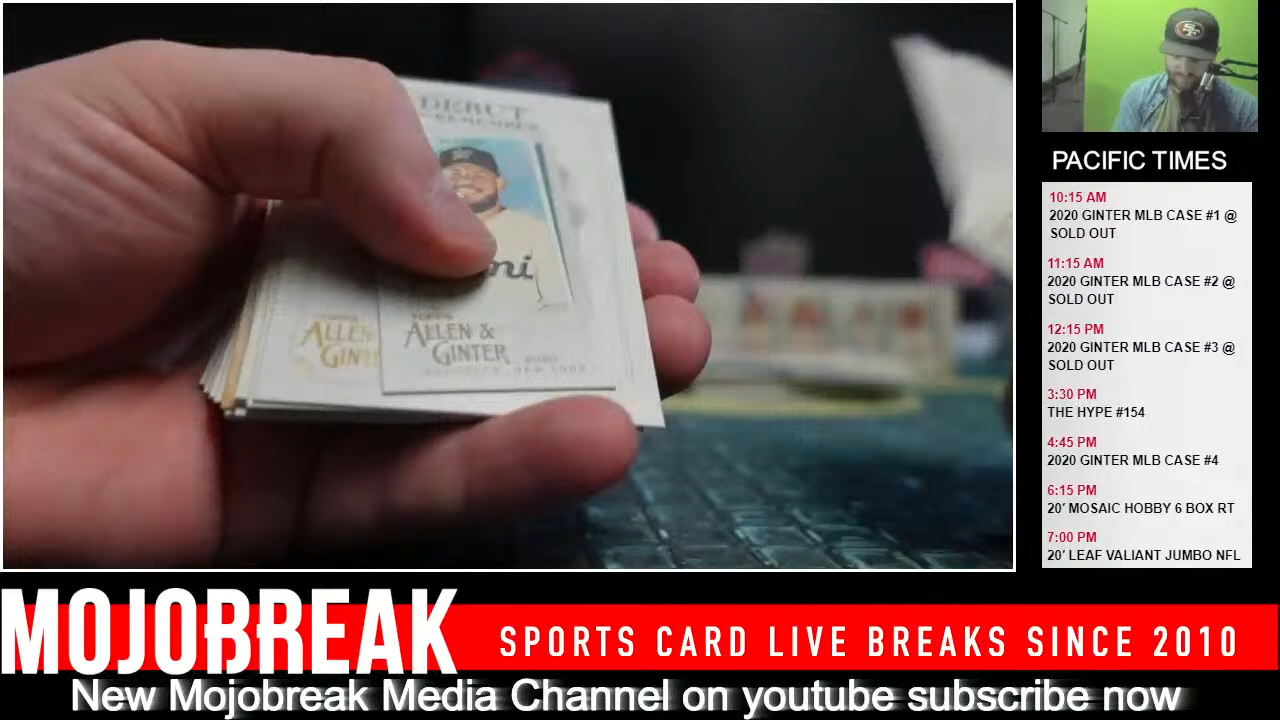 DEBUT
mi
TOPPS
ALLEN &
GINTER
ALLEN
GINT
PACIFIC TIMES
10:15 AM
2020 GINTER MLB CASE #1 @
SOLD OUT
11:15 AM
2020 GINTER MLB CASE #2 @
SOLD OUT
12:15 PM
2020 GINTER MLB CASE #3 @
SOLD OUT
3:30 PM
THE HYPE #154
4:45 PM
2020 GINTER MLB CASE #4
6:15 PM
20' MOSAIC HOBBY 6 BOX RT
7:00 PM
20' LEAF VALIANT JUMBO NFL
MOJOBREAK
SPORTS CARD LIVE BREAKS SINCE 2010
New Mojobreak Media Channel on youtube subscribe now